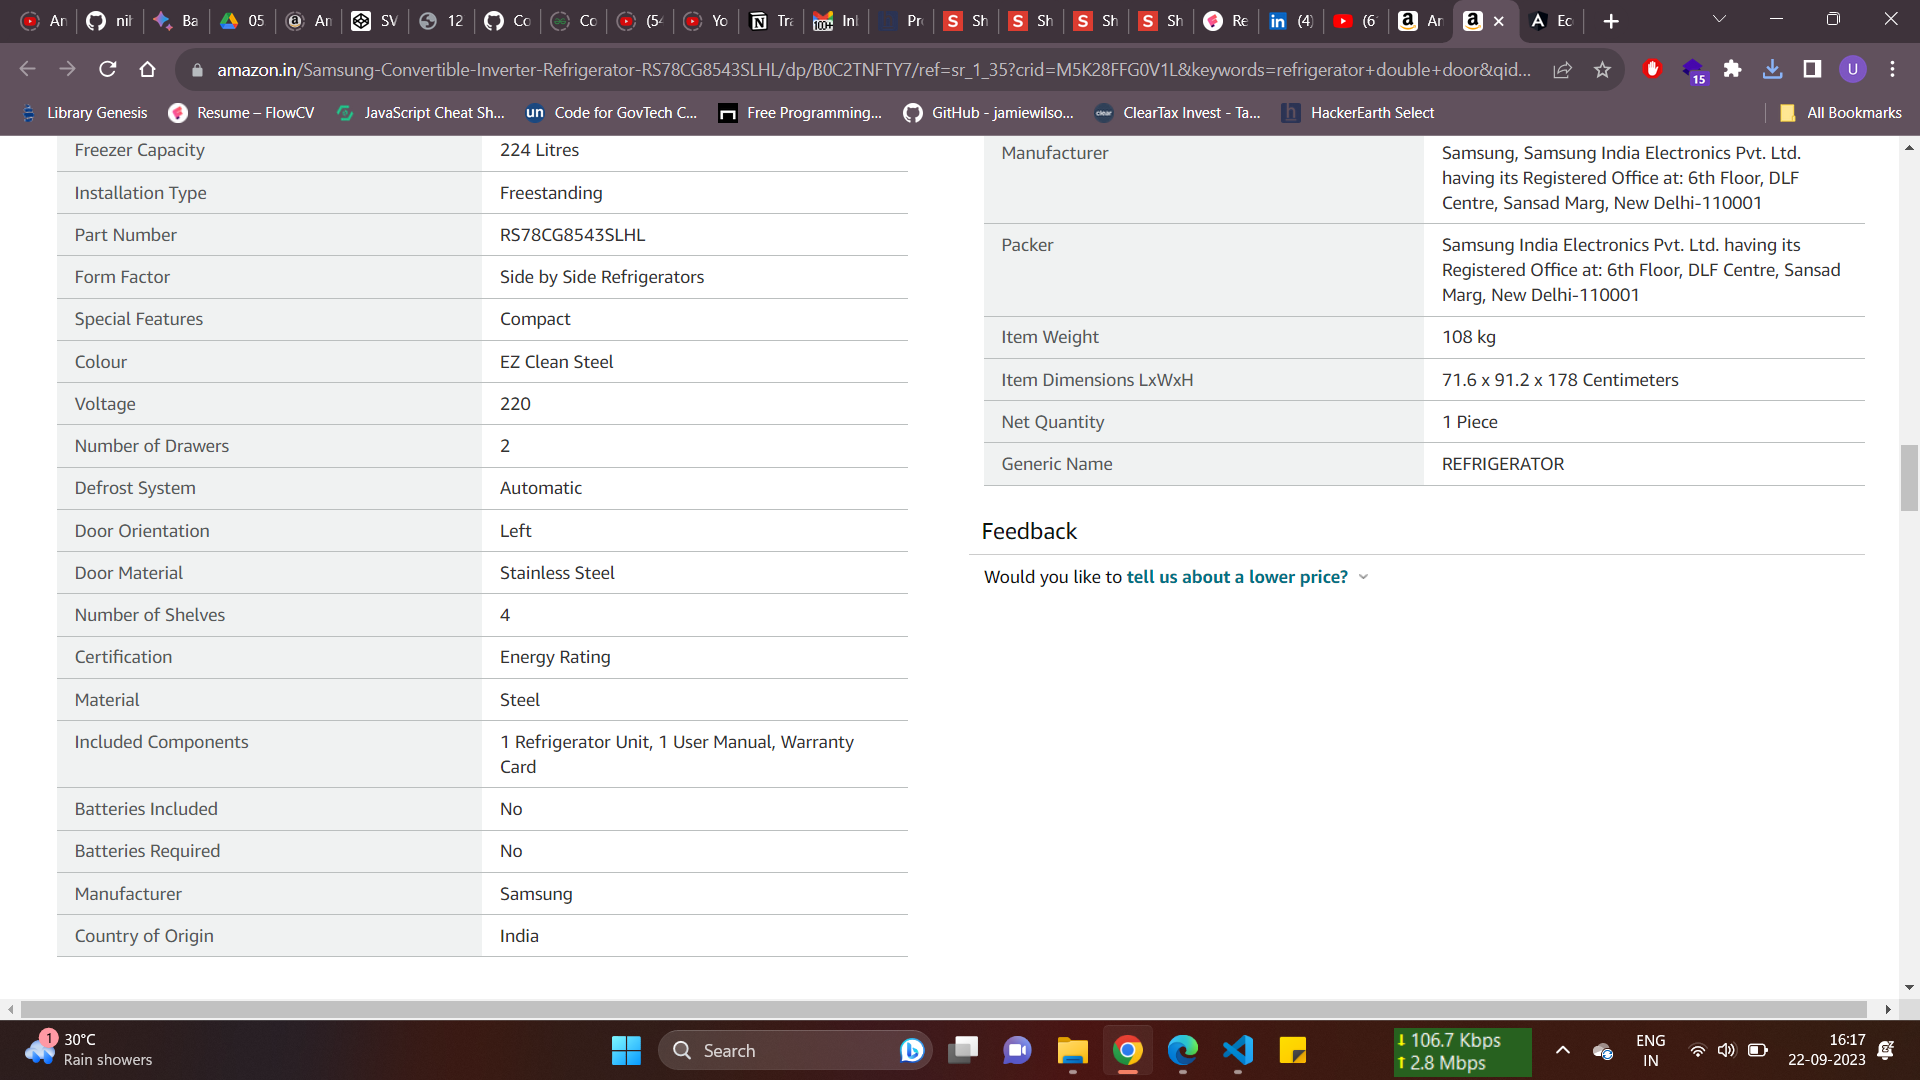 An
nih
Ba
05
An
SV
12
Co
Co
(54
Yo
Tra
Inb
Pro
Sh
Sh
Sh
Sh
Re
(4)
(6
Am
Ec
amazon.in/Samsung-Convertible-Inverter-Refrigerator-RS78CG8543SLHL/dp/B0C2TNFTY7/ref=sr_1_35?crid=M5K28FFG0V1L&keywords=refrigerator+double+door&qid...
15
U
Library Genesis
Resume – FlowCV
JavaScript Cheat Sh...
un Code for GovTech C...
Free Programming...
GitHub - jamiewilso...
clear ClearTax Invest - Ta...
h HackerEarth Select
All Bookmarks
Freezer Capacity 224 Litres
Installation Type Freestanding
Part Number RS78CG8543SLHL
Form Factor Side by Side Refrigerators
Special Features Compact
Colour EZ Clean Steel
Voltage 220
Number of Drawers 2
Defrost System Automatic
Door Orientation Left
Door Material Stainless Steel
Number of Shelves 4
Certification Energy Rating
Material Steel
Included Components 1 Refrigerator Unit, 1 User Manual, Warranty
Card
Batteries Included No
Batteries Required No
Manufacturer Samsung
Country of Origin India
Manufacturer Samsung, Samsung India Electronics Pvt. Ltd.
having its Registered Office at: 6th Floor, DLF
Centre, Sansad Marg, New Delhi-110001
Packer Samsung India Electronics Pvt. Ltd. having its
Registered Office at: 6th Floor, DLF Centre, Sansad
Marg, New Delhi-110001
Item Weight 108 kg
Item Dimensions LxWxH 71.6 x 91.2 x 178 Centimeters
Net Quantity 1 Piece
Generic Name REFRIGERATOR
Feedback
Would you like to tell us about a lower price?
1
30°C
Rain showers
Search
106.7 Kbps
2.8 Mbps
ENG
IN
16:17
22-09-2023